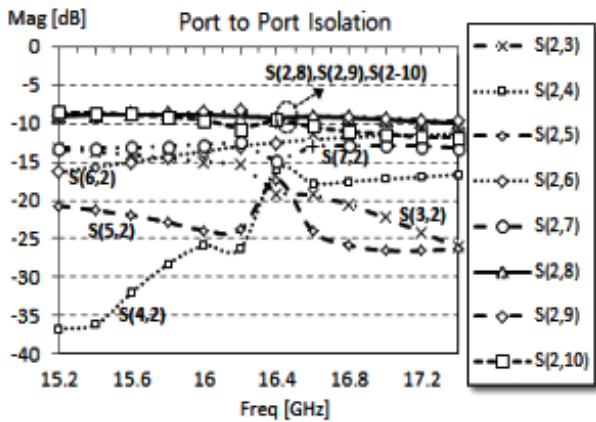 Mag [dB]
Port to Port Isolation
0
-5
-10
-15
-20
-25
-30
-35
-40
S(2,8),S(2,9),S(2-10)
S(7,2)
S(6,2)
S(3,2)
S(5,2)
S(4,2)
15.2
15.6
16
16.4
16.8
17.2
Freq [GHz]
S(2,3)
S(2,4)
S(2,5)
S(2,6)
S(2,7)
S(2,8)
S(2,9)
S(2,10)